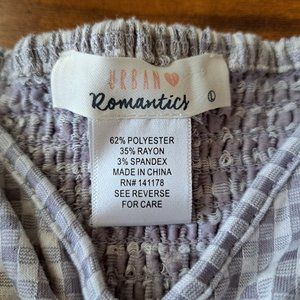 URBAN
Romantics
L
62% POLYESTER
35% RAYON
3% SPANDEX
MADE IN CHINA
RN# 141178
SEE REVERSE
FOR CARE